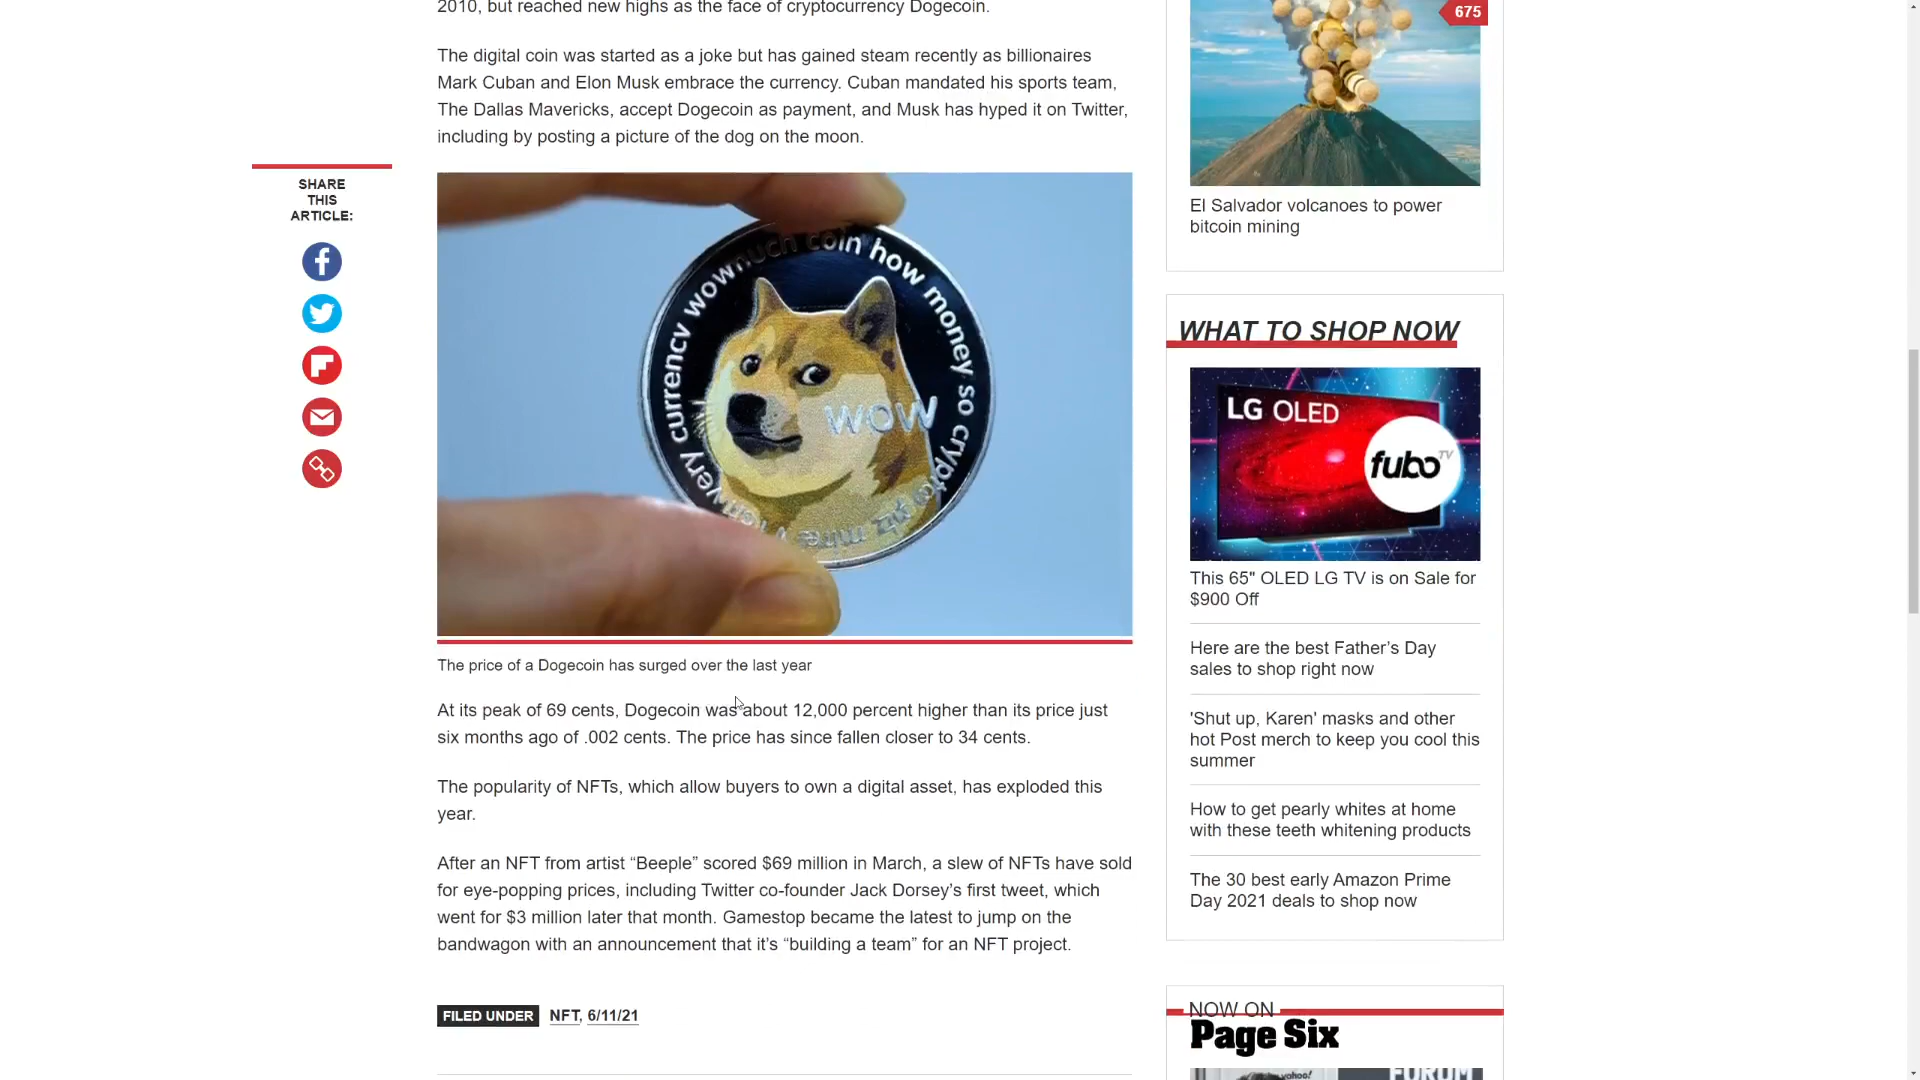 2010, but reached new highs as the face of cryptocurrency Dogecoin.
The digital coin was started as a joke but has gained steam recently as billionaires
Mark Cuban and Elon Musk embrace the currency. Cuban mandated his sports team,
The Dallas Mavericks, accept Dogecoin as payment, and Musk has hyped it on Twitter,
including by posting a picture of the dog on the moon.
SHARE
THIS
ARTICLE:
currency wow much coin how money so crypto
wow
The price of a Dogecoin has surged over the last year
At its peak of 69 cents, Dogecoin was about 12,000 percent higher than its price just
six months ago of .002 cents. The price has since fallen closer to 34 cents.
The popularity of NFTs, which allow buyers to own a digital asset, has exploded this
year.
After an NFT from artist “Beeple” scored $69 million in March, a slew of NFTs have sold
for eye-popping prices, including Twitter co-founder Jack Dorsey’s first tweet, which
went for $3 million later that month. Gamestop became the latest to jump on the
bandwagon with an announcement that it’s “building a team” for an NFT project.
FILED UNDER NFT, 6/11/21
675
El Salvador volcanoes to power
bitcoin mining
WHAT TO SHOP NOW
LG OLED
fubo TV
This 65" OLED LG TV is on Sale for
$900 Off
Here are the best Father’s Day
sales to shop right now
'Shut up, Karen' masks and other
hot Post merch to keep you cool this
summer
How to get pearly whites at home
with these teeth whitening products
The 30 best early Amazon Prime
Day 2021 deals to shop now
NOW ON
Page Six
yahoo!
FORUM